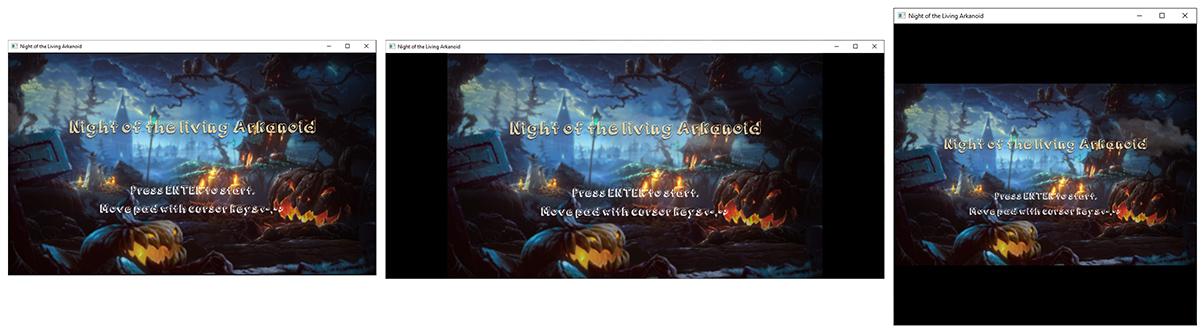 Night of the Living Arkanoid
Night of the living Arkanoid
Press ENTER to start.
Move pad with cursor keys <-,->
Night of the Living Arkanoid
Night of the living Arkanoid
Press ENTER to start.
Move pad with cursor keys <-,->
Night of the Living Arkanoid
Night of the living Arkanoid
Press ENTER to start.
Move pad with cursor keys <-,->